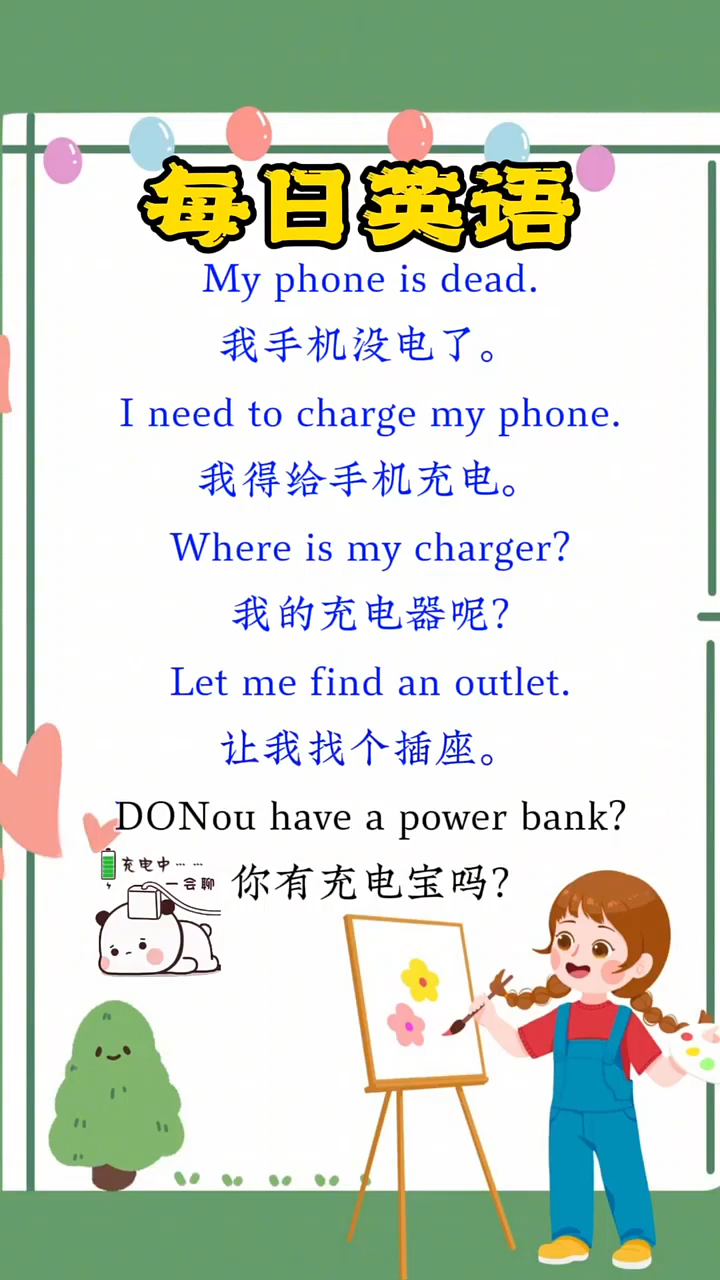 每日英语
My phone is dead.
我手机没电了。
I need to charge my phone.
我得给手机充电。
Where is my charger?
我的充电器呢?
Let me find an outlet.
让我找个插座。
DONou have a power bank?
你有充电宝吗?
充电中… …
一会聊